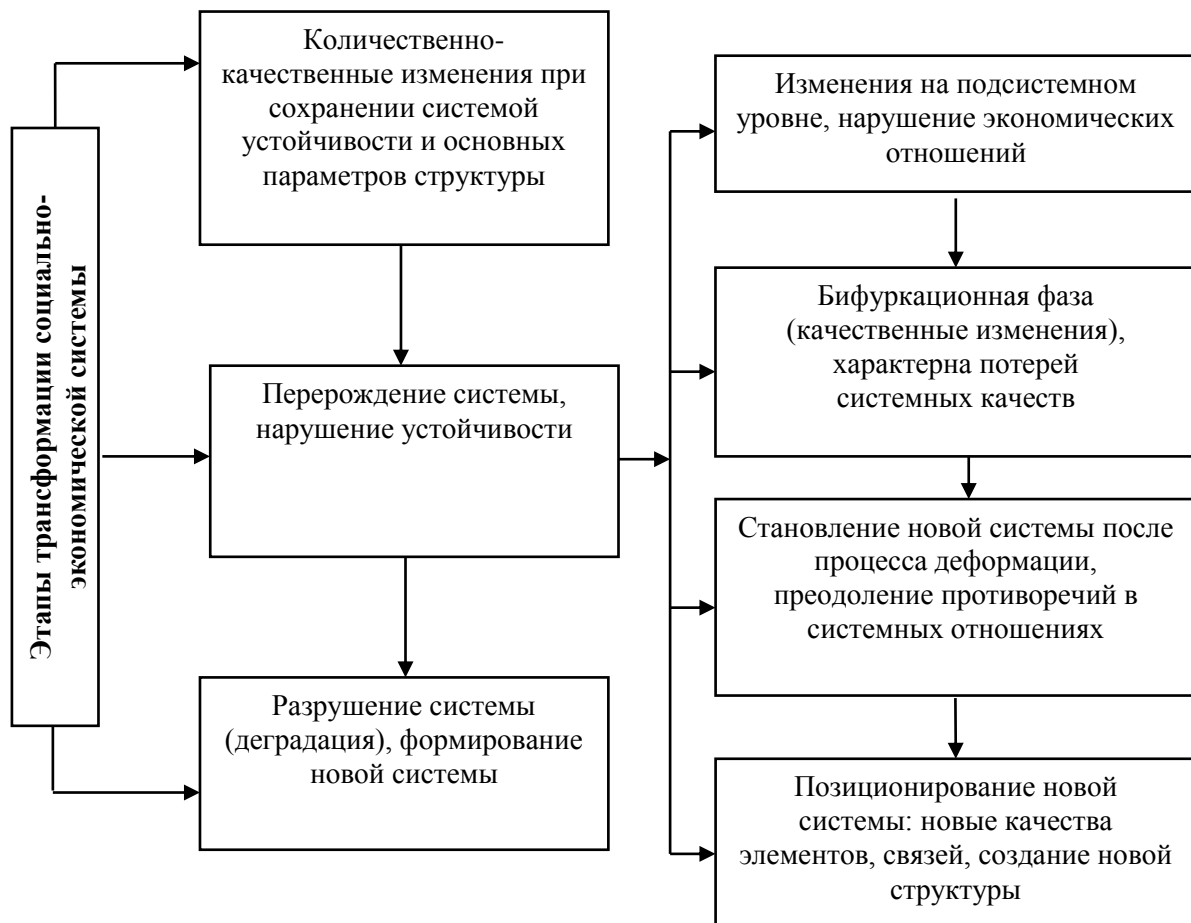 Этапы трансформации социально-
экономической системы
Количественно-
качественные изменения при
сохранении системой
устойчивости и основных
параметров структуры
Перерождение системы,
нарушение устойчивости
Разрушение системы
(деградация), формирование
новой системы
Изменения на подсистемном
уровне, нарушение экономических
отношений
Бифуркационная фаза
(качественные изменения),
характерна потерей
системных качеств
Становление новой системы после
процесса деформации,
преодоление противоречий в
системных отношениях
Позиционирование новой
системы: новые качества
элементов, связей, создание новой
структуры